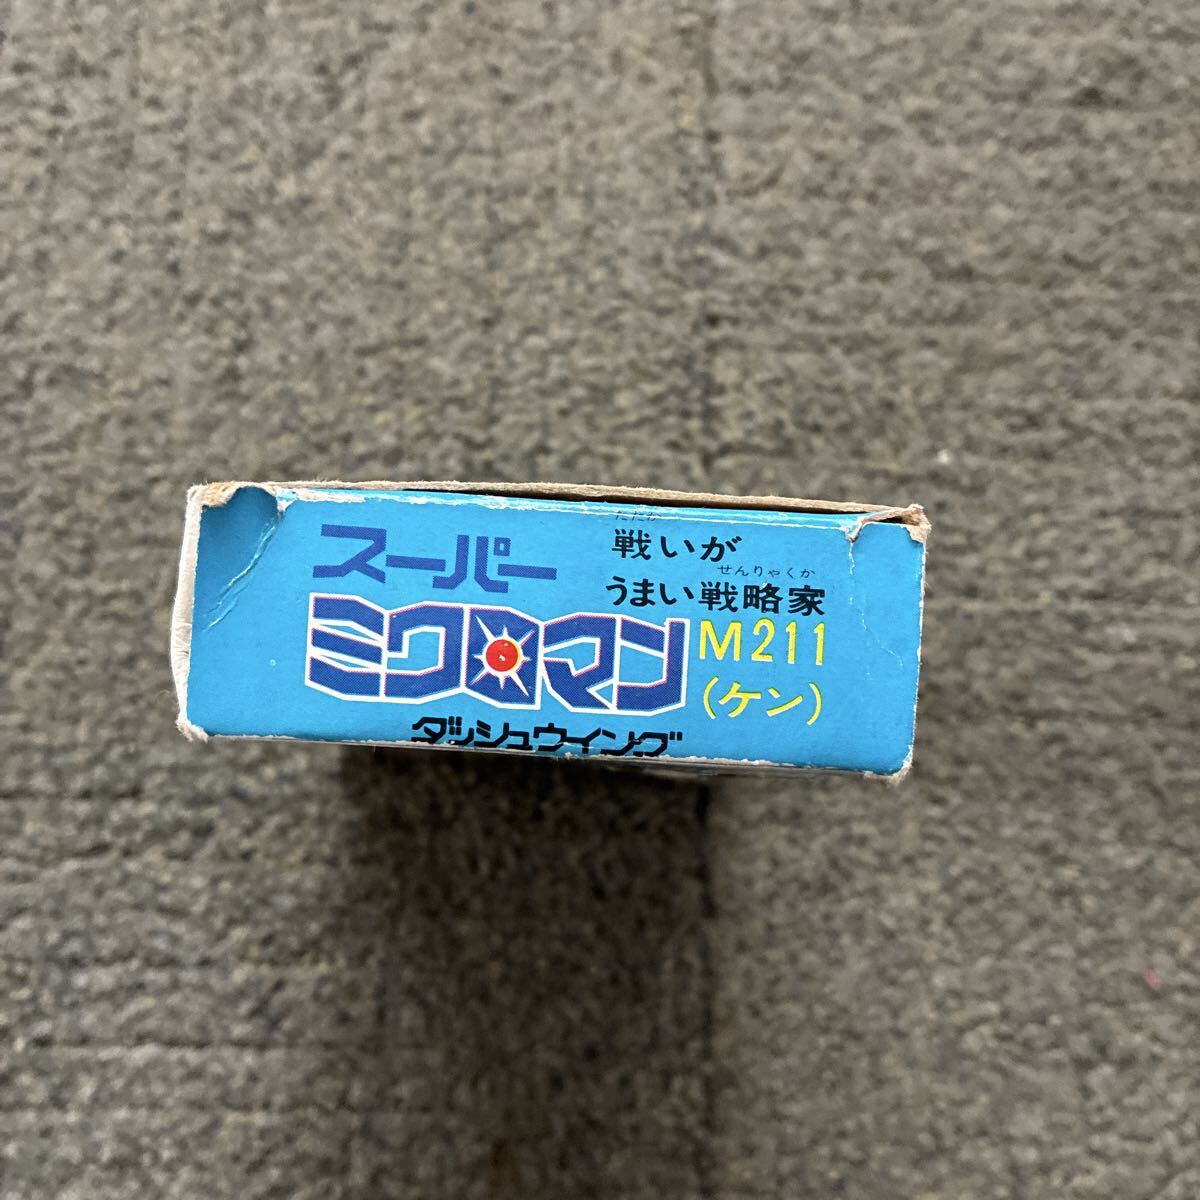 スーパー
ミクロマン
ダッシュウイング
たたか
戦いが
せんりゃくか
うまい戦略家
M211
(ケン)